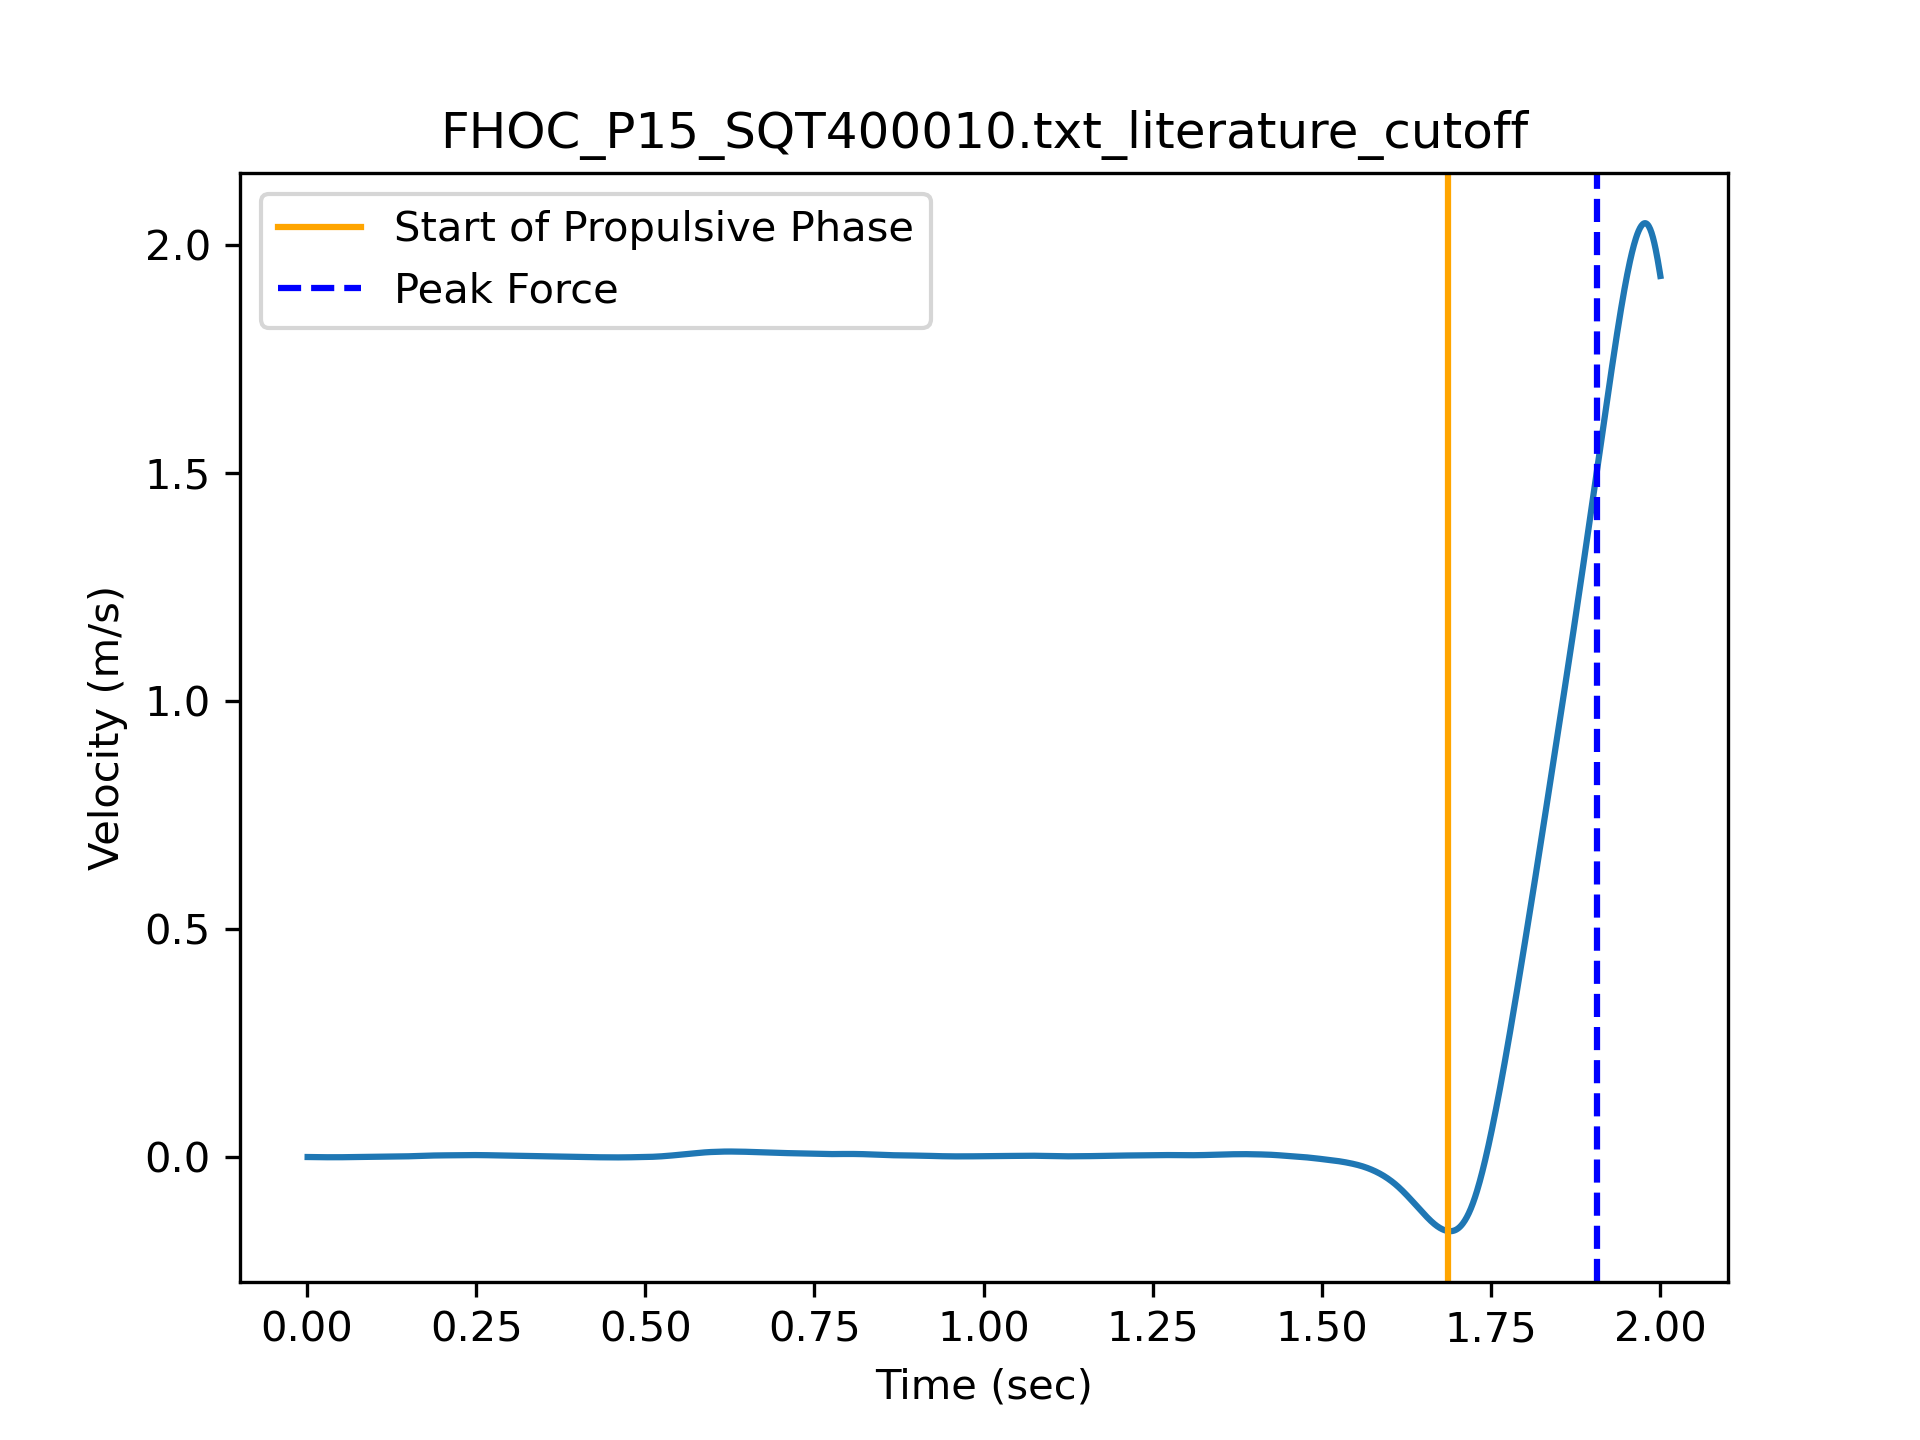 FHOC_P15_SQT400010.txt_literature_cutoff
Start of Propulsive Phase
Peak Force
2.0
1.5
1.0
0.5
0.0
Velocity (m/s)
0.00 0.25 0.50 0.75 1.00 1.25 1.50 1.75 2.00
Time (sec)